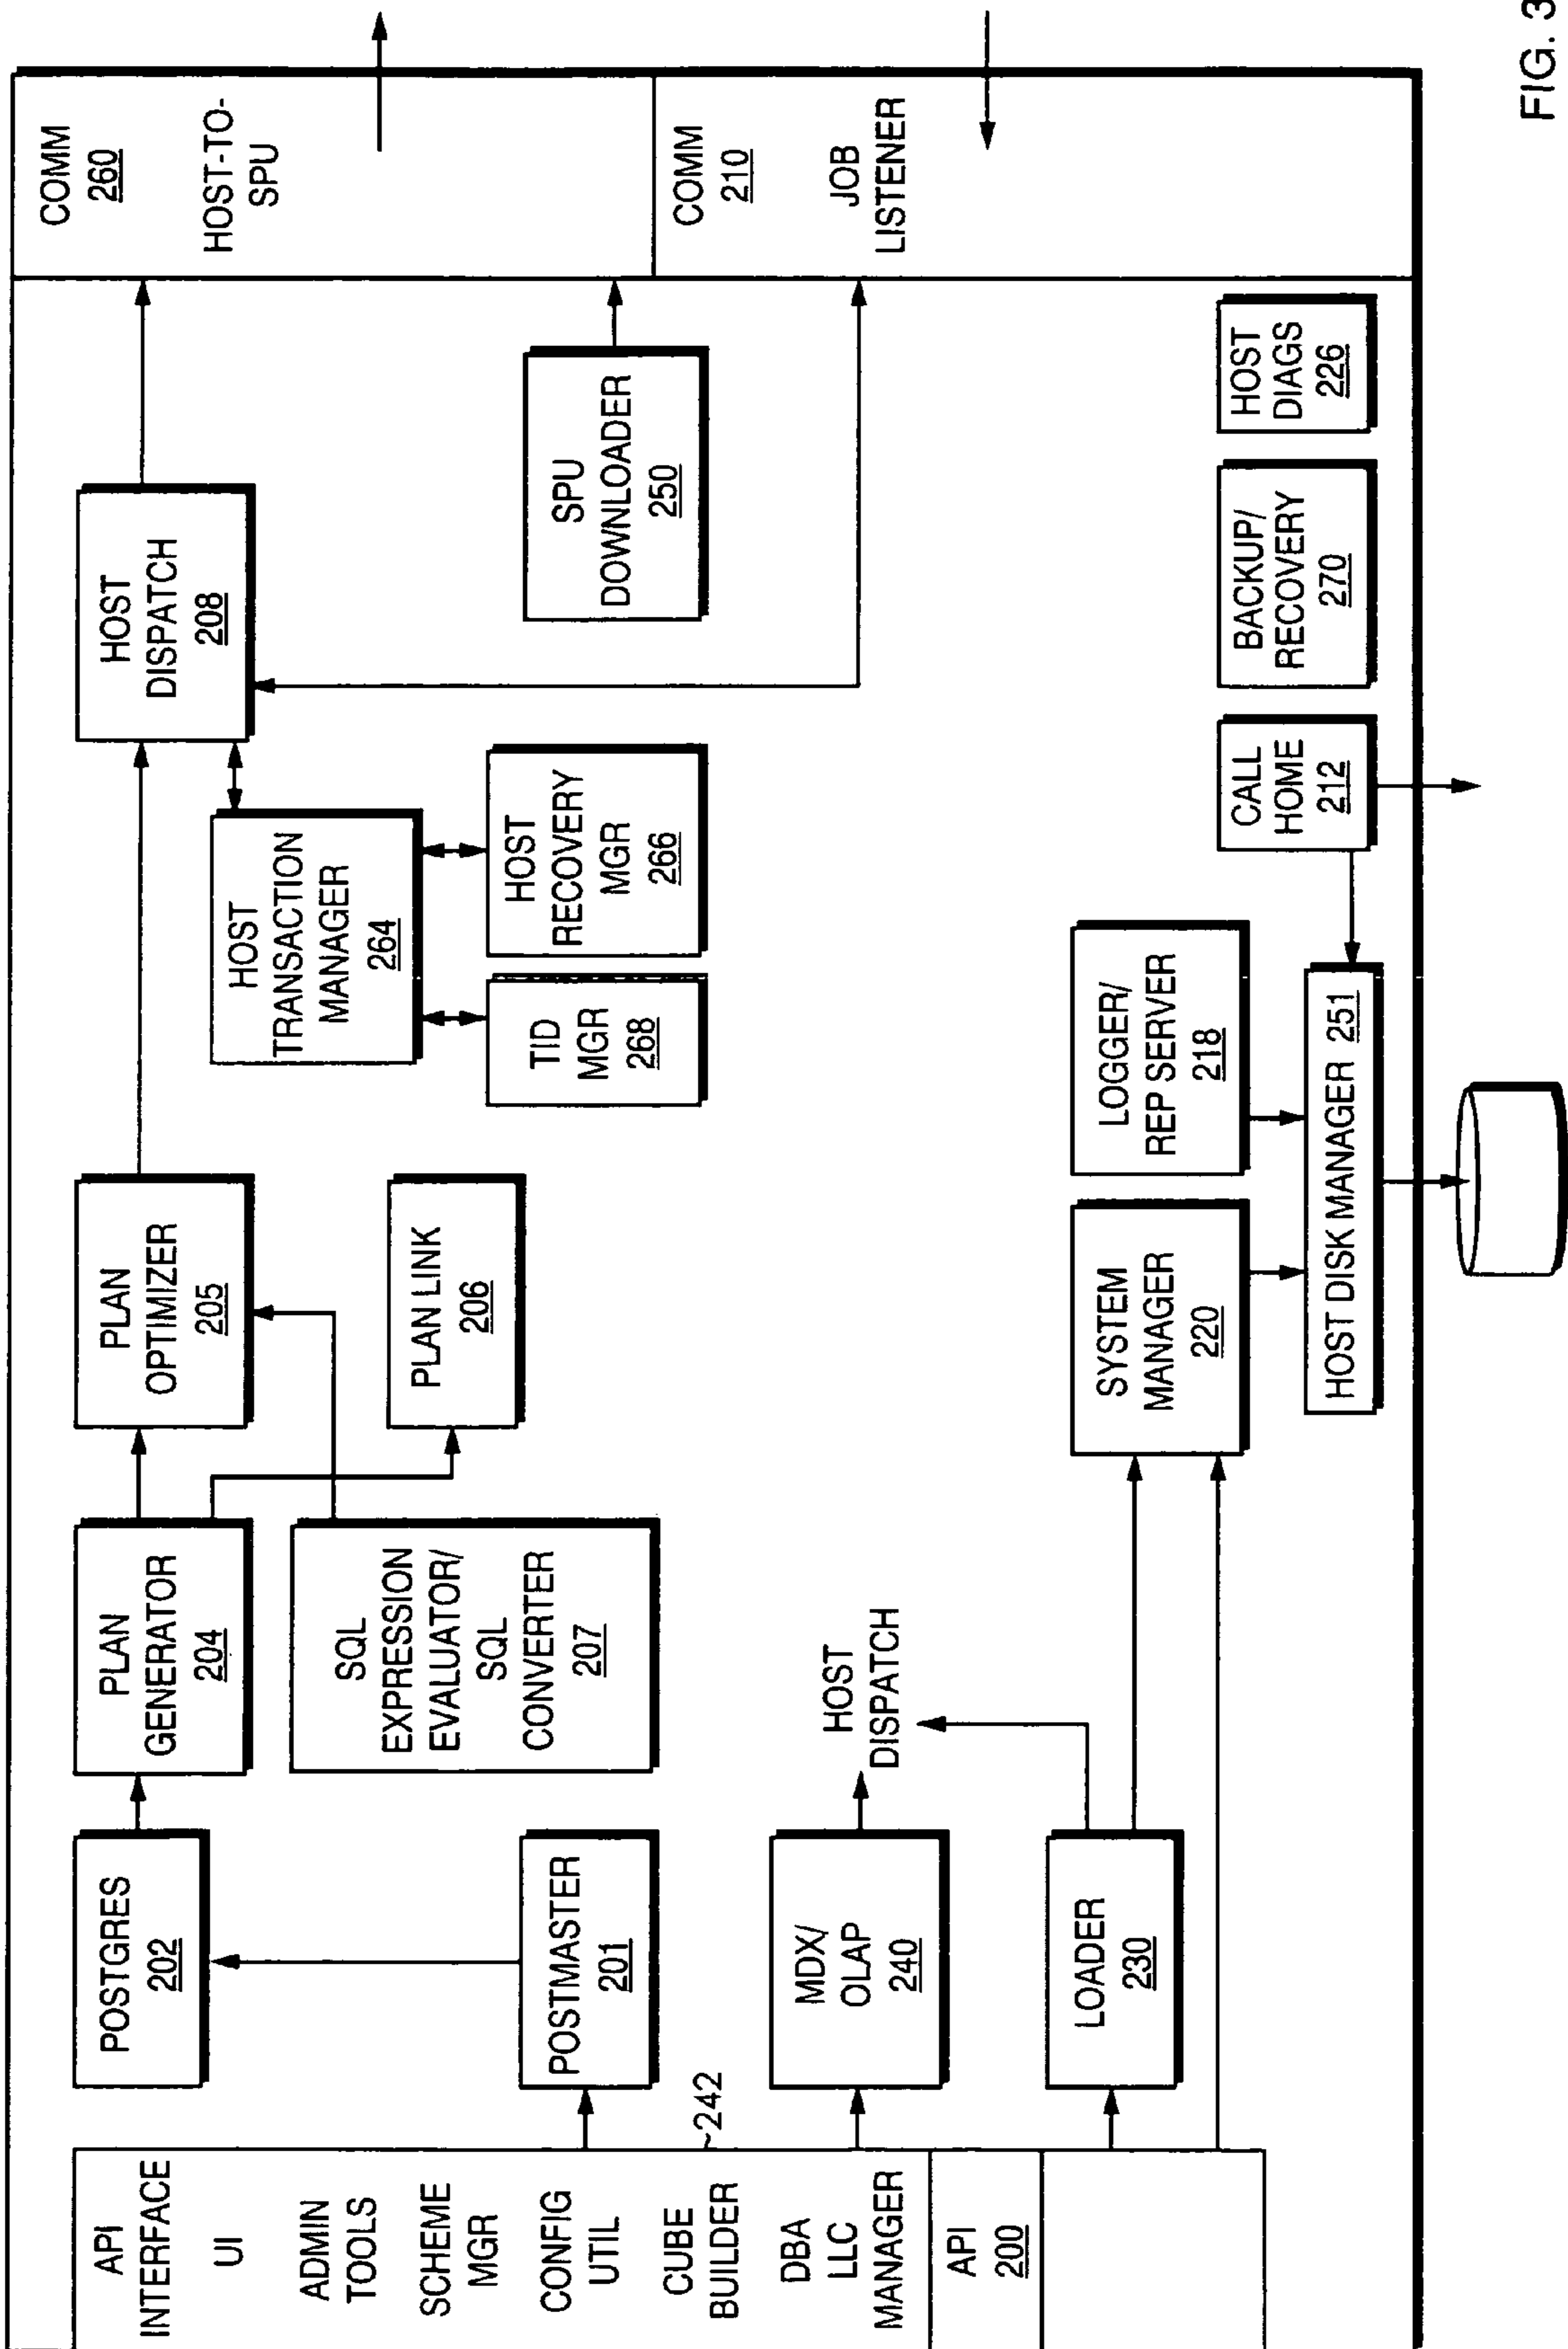 API
INTERFACE
UI
ADMIN
TOOLS
SCHEME
MGR
CONFIG
UTIL
CUBE
BUILDER
242
DBA
LLC
MANAGER
API
200
POSTGRES
202
POSTMASTER
201
MDX/
OLAP
240
LOADER
230
PLAN
GENERATOR
204
SQL
EXPRESSION
EVALUATOR/
SQL
CONVERTER
207
HOST
DISPATCH
PLAN
OPTIMIZER
205
PLAN LINK
206
SYSTEM
MANAGER
220
LOGGER/
REP SERVER
218
HOST DISK MANAGER 251
HOST
TRANSACTION
MANAGER
264
TID
MGR
268
HOST
RECOVERY
MGR
266
HOST
DISPATCH
208
SPU
DOWNLOADER
250
CALL
HOME
212
BACKUP/
RECOVERY
270
HOST
DIAGS
226
COMM
260
HOST-TO-
SPU
COMM
210
JOB
LISTENER
FIG. 3